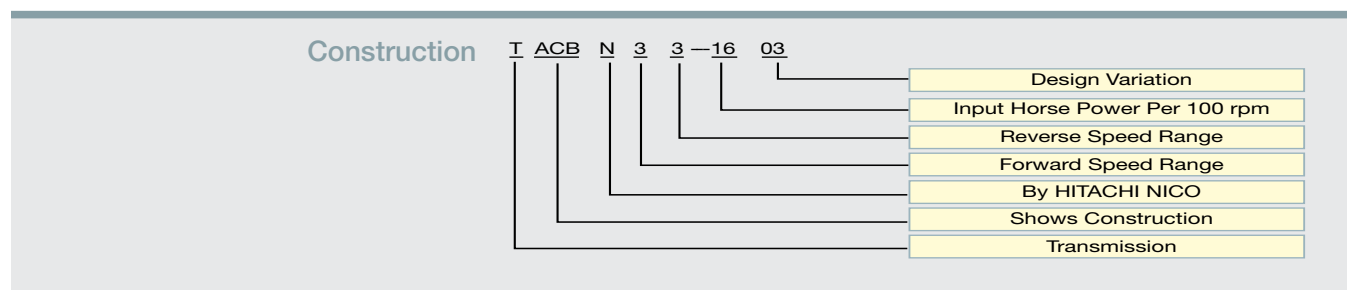 Construction T ACB N 3 3 — 16 03
Design Variation
Input Horse Power Per 100 rpm
Reverse Speed Range
Forward Speed Range
By HITACHI NICO
Shows Construction
Transmission